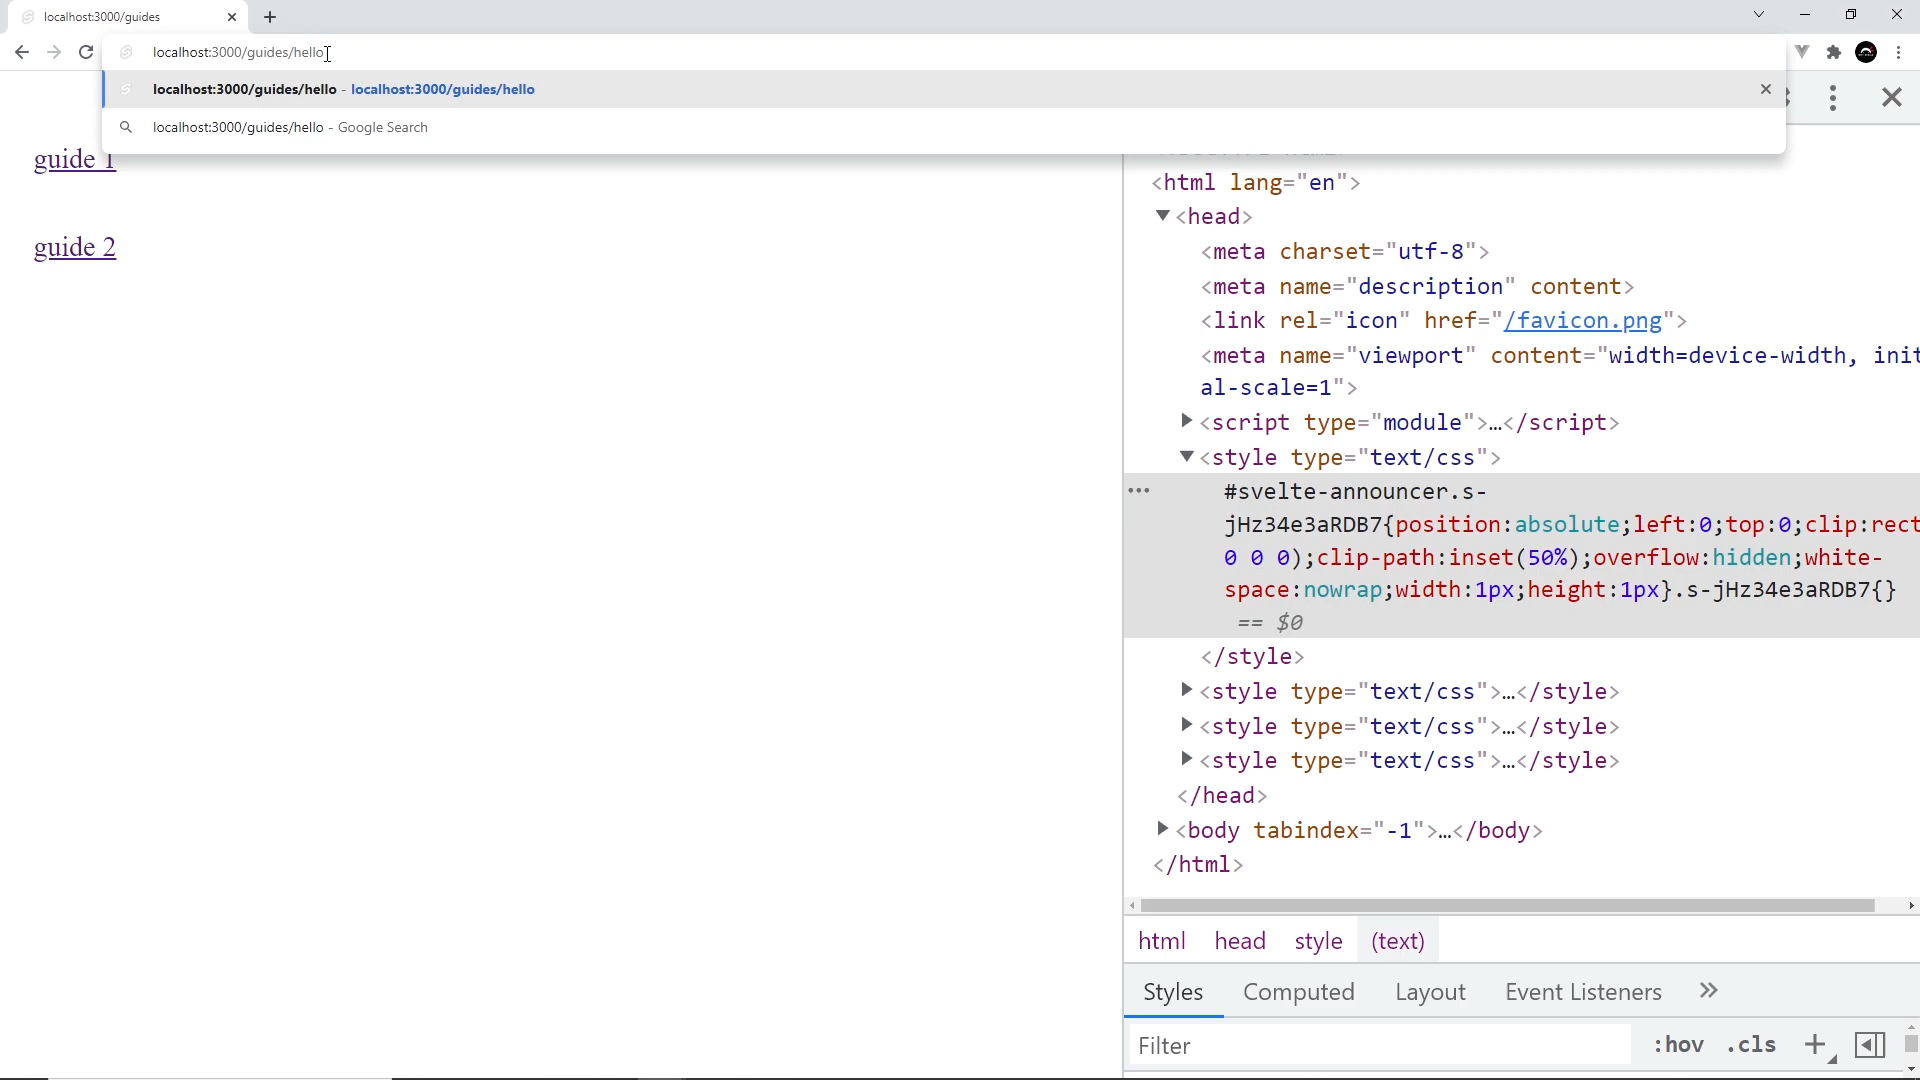 localhost:3000/guides
localhost:3000/guides/hello
localhost:3000/guides/hello - localhost:3000/guides/hello
localhost:3000/guides/hello - Google Search
guide 1
guide 2
<html lang="en">
<head>
<meta charset="utf-8">
<meta name="description" content>
<link rel="icon" href="/favicon.png">
<meta name="viewport" content="width=device-width, init
al-scale=1">
<script type="module">…</script>
<style type="text/css">
#svelte-announcer.s-
jHz34e3aRDB7{position:absolute;left:0;top:0;clip:rect
0 0 0);clip-path:inset(50%);overflow:hidden;white-
space:nowrap;width:1px;height:1px}.s-jHz34e3aRDB7{}
== $0
</style>
<style type="text/css">…</style>
<style type="text/css">…</style>
<style type="text/css">…</style>
</head>
<body tabindex="-1">…</body>
</html>
html head style (text)
Styles Computed Layout Event Listeners
Filter :hov .cls